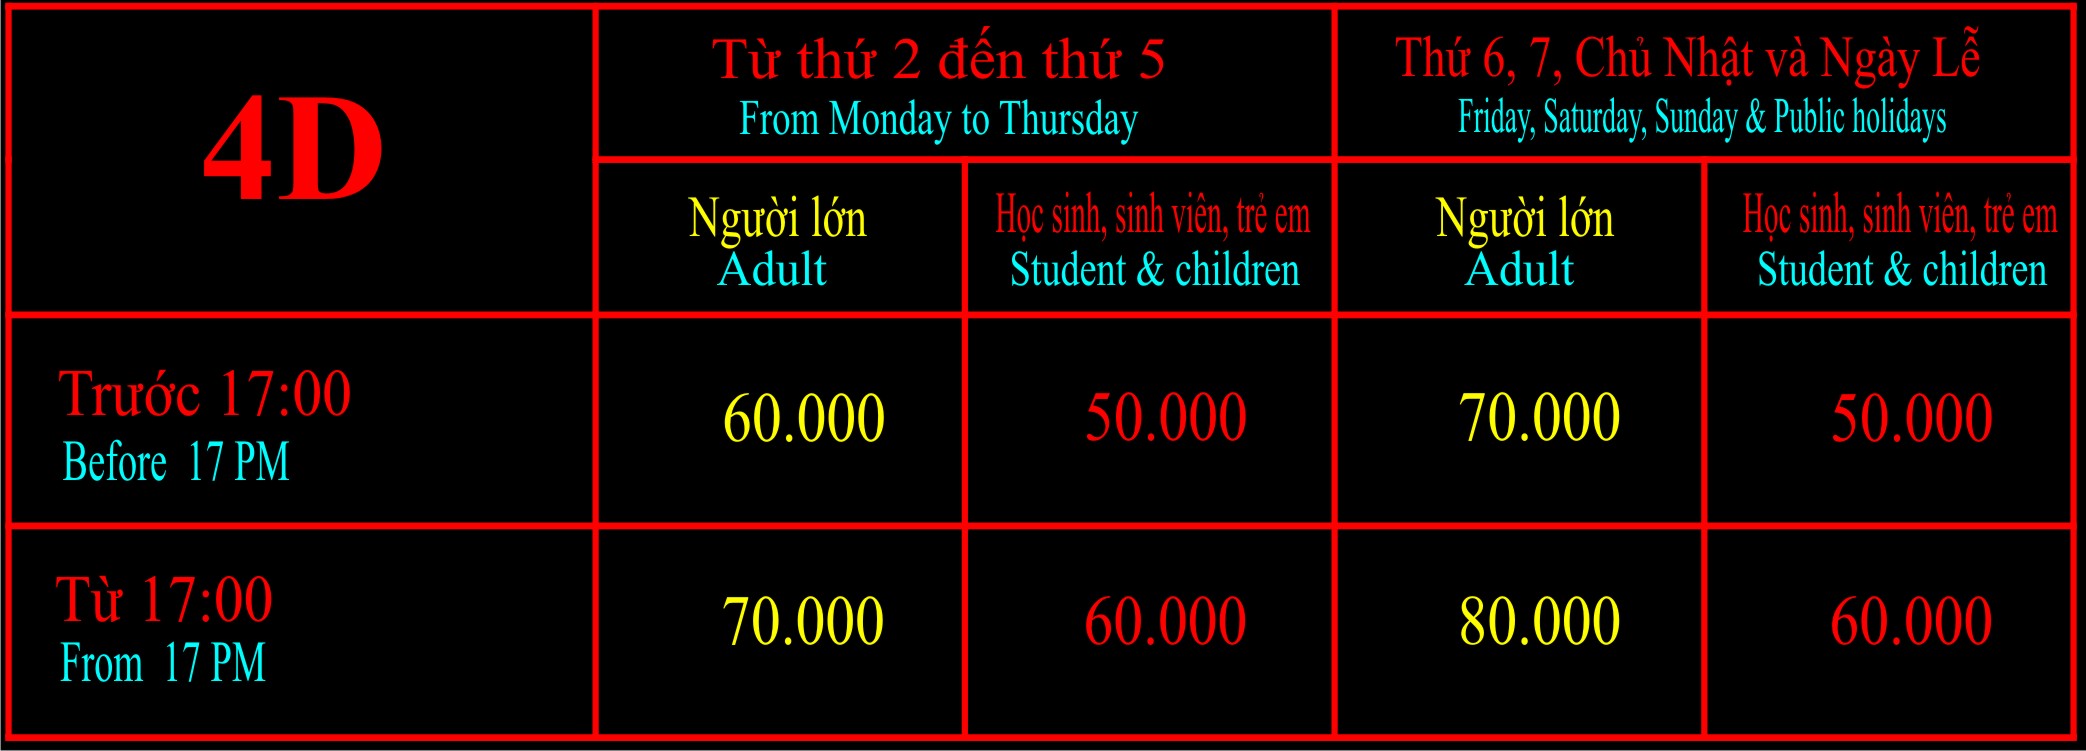 4D
Từ thứ 2 đến thứ 5
From Monday to Thursday
Thứ 6, 7, Chủ Nhật và Ngày Lễ
Friday, Saturday, Sunday & Public holidays
Người lớn
Adult
Học sinh, sinh viên, trẻ em
Student & children
Người lớn
Adult
Học sinh, sinh viên, trẻ em
Student & children
Trước 17:00
Before 17 PM
60.000
50.000
70.000
50.000
Từ 17:00
From 17 PM
70.000
60.000
80.000
60.000